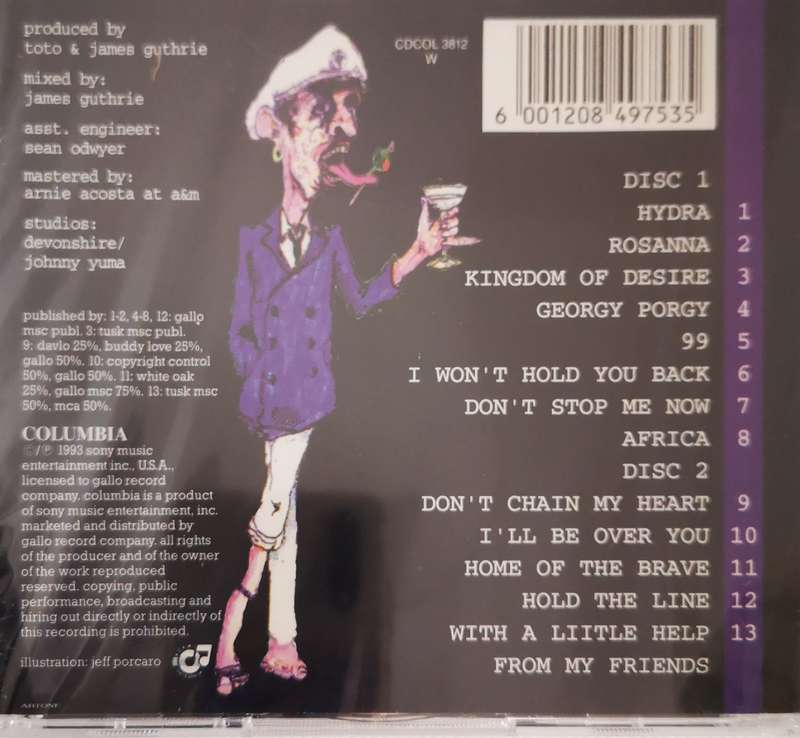 produced by
toto & james guthrie
mixed by:
james guthrie
asst. engineer:
sean odwyer
mastered by:
arnie acosta at a&m
studios:
devonshire/
johnny yuma
published by: 1-2, 4-8, 12: gallo
msc publ. 3: tusk msc publ.
9: davlo 25%, buddy love 25%,
gallo 50%. 10: copyright control
50%, gallo 50%. 11: white oak
25%, gallo msc 75%. 13: tusk msc
50%, mca 50%.
COLUMBIA
©/℗ 1993 sony music
entertainment inc., U.S.A.,
licensed to gallo record
company. columbia is a product
of sony music entertainment, inc.
marketed and distributed by
gallo record company. all rights
of the producer and of the owner
of the work reproduced
reserved. copying, public
performance, broadcasting and
hiring out directly or indirectly of
this recording is prohibited.
illustration: jeff porcaro
ARTONE
CDCOL 3812
W
6 001208 497535
DISC 1
HYDRA 1
ROSANNA 2
KINGDOM OF DESIRE 3
GEORGY PORGY 4
99 5
I WON'T HOLD YOU BACK 6
DON'T STOP ME NOW 7
AFRICA 8
DISC 2
DON'T CHAIN MY HEART 9
I'LL BE OVER YOU 10
HOME OF THE BRAVE 11
HOLD THE LINE 12
WITH A LIITLE HELP 13
FROM MY FRIENDS